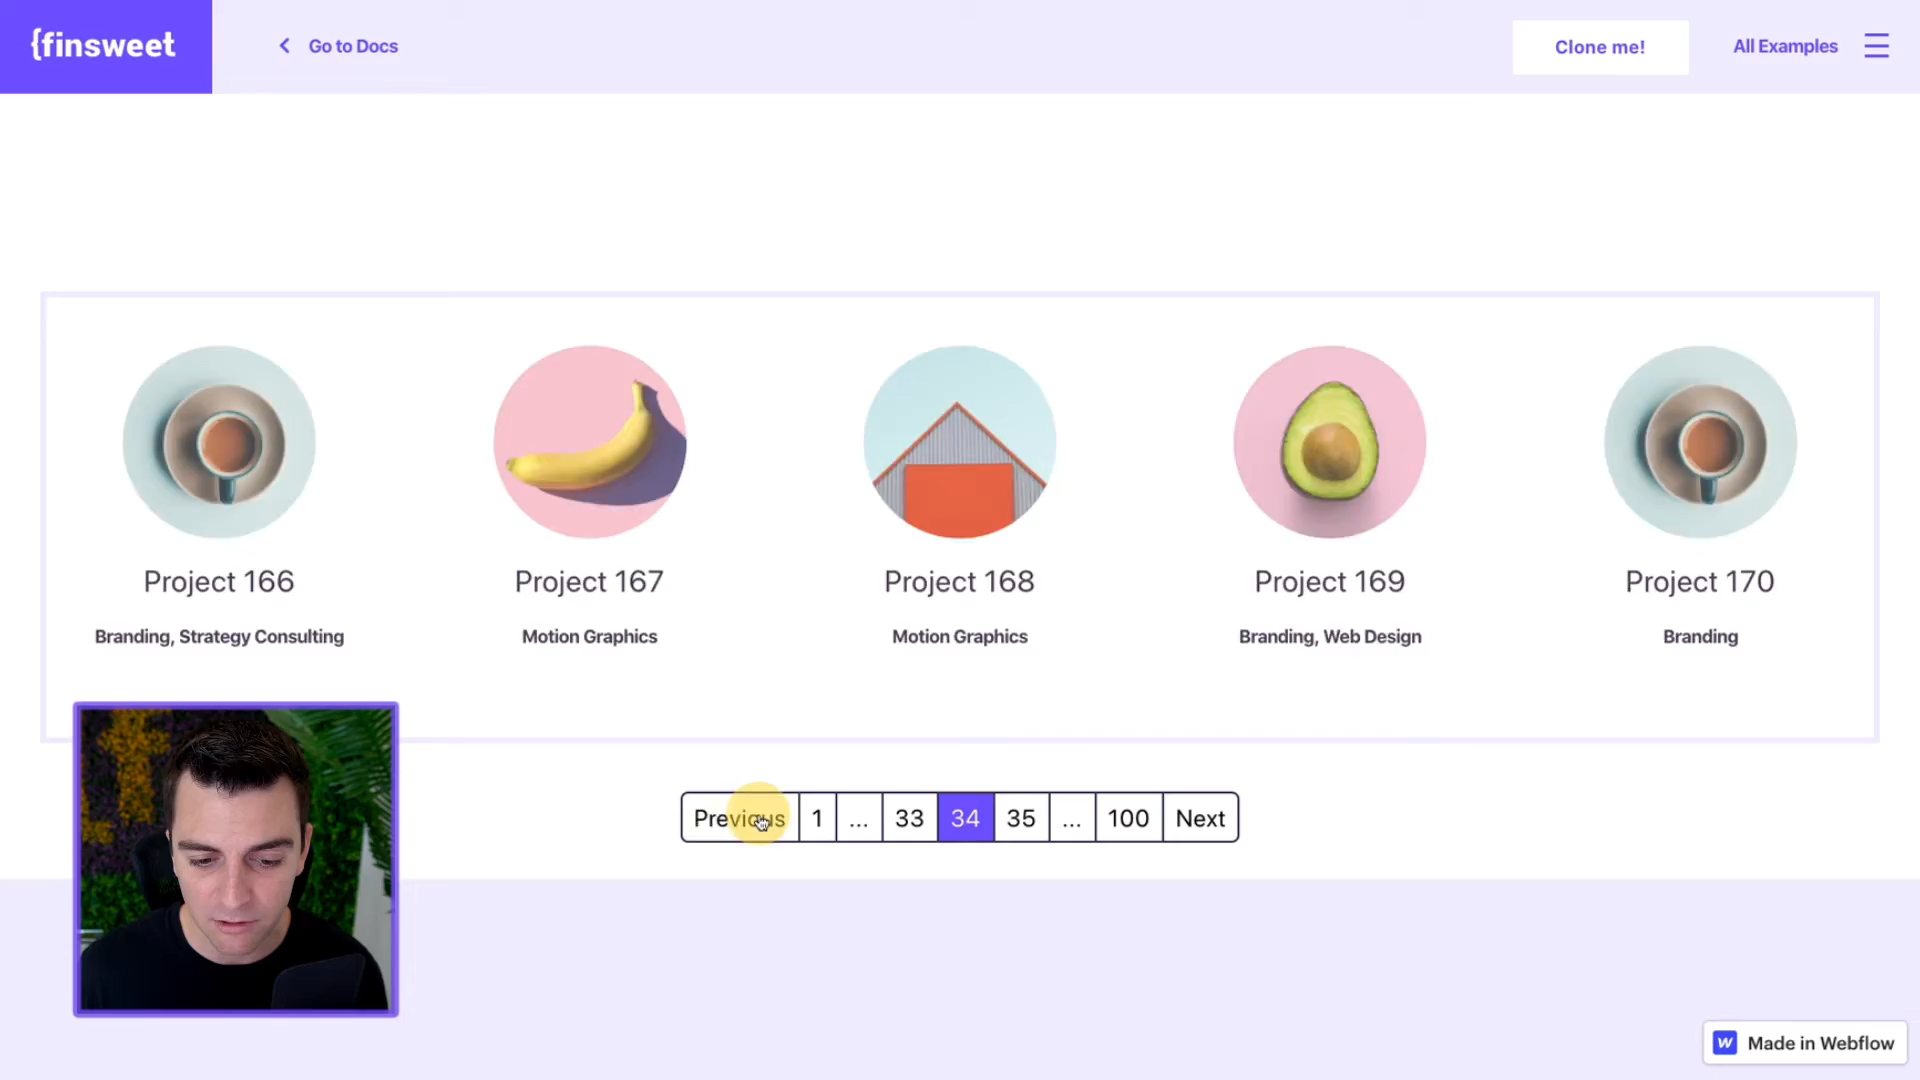 {finsweet
Go to Docs
Clone me!
All Examples
Project 166
Project 167
Project 168
Project 169
Project 170
Branding, Strategy Consulting
Motion Graphics
Motion Graphics
Branding, Web Design
Branding
Previous 1 ... 33 34 35 ... 100 Next
W Made in Webflow